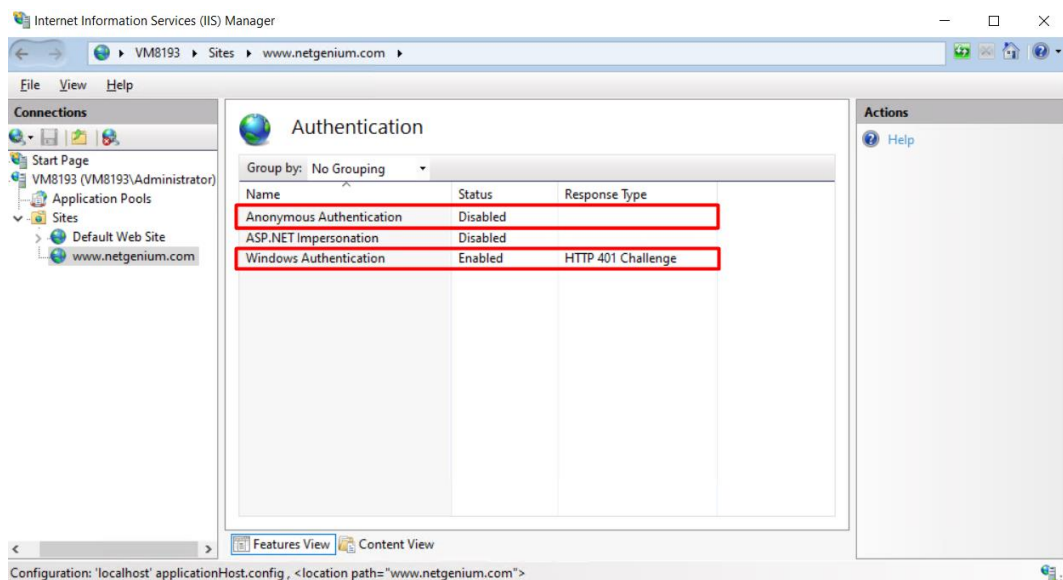 Internet Information Services (IIS) Manager
VM8193 Sites www.netgenium.com
File View Help
Connections
Start Page
VM8193 (VM8193\Administrator)
Application Pools
Sites
Default Web Site
www.netgenium.com
Authentication
Group by: No Grouping
Name Status Response Type
Anonymous Authentication Disabled
ASP.NET Impersonation Disabled
Windows Authentication Enabled HTTP 401 Challenge
Features View Content View
Actions
Help
Configuration: 'localhost' applicationHost.config , <location path="www.netgenium.com">